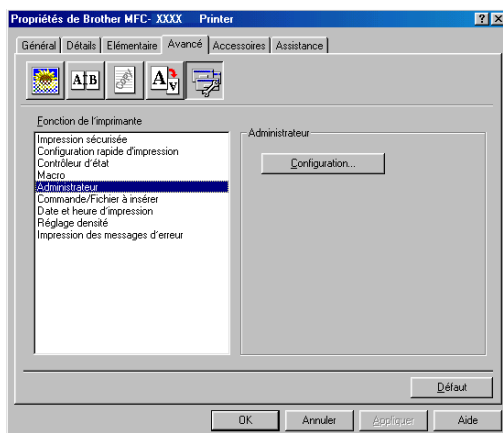 Propriétés de Brother MFC- XXXX Printer
Général Détails Elémentaire Avancé Accessoires Assistance
Fonction de l'imprimante
Impression sécurisée
Configuration rapide d'impression
Contrôleur d'état
Macro
Administrateur
Commande/Fichier à insérer
Date et heure d'impression
Réglage densité
Impression des messages d'erreur
Administrateur
Configuration...
Défaut
OK Annuler Appliquer Aide